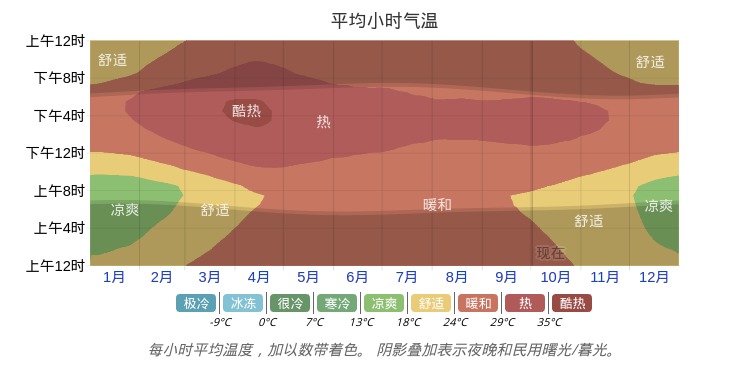 平均小时气温
上午12时
舒适
舒适
下午8时
下午4时
酷热
热
下午12时
上午8时
凉爽
舒适
暖和
凉爽
上午4时
舒适
现在
上午12时
1月 2月 3月 4月 5月 6月 7月 8月 9月 10月 11月 12月
极冷 冰冻 很冷 寒冷 凉爽 舒适 暖和 热 酷热
-9°C 0°C 7°C 13°C 18°C 24°C 29°C 35°C
每小时平均温度，加以数带着色。 阴影叠加表示夜晚和民用曙光/暮光。